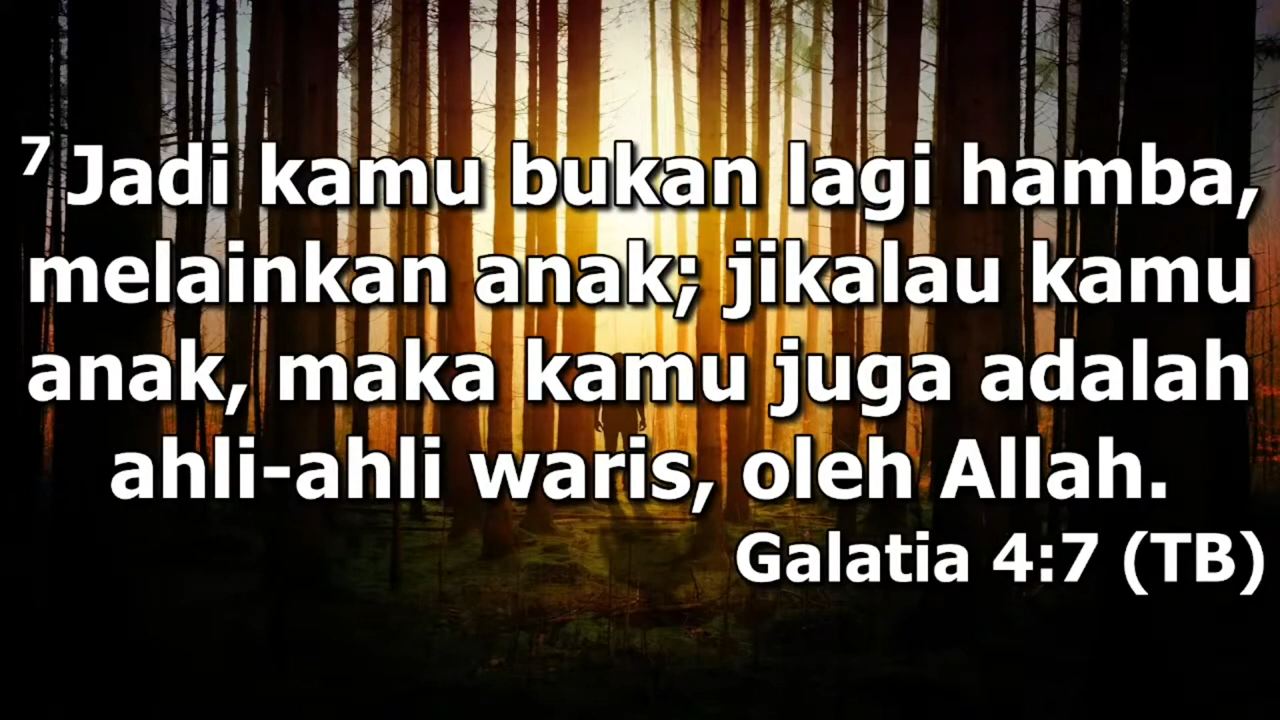 7 Jadi kamu bukan lagi hamba,
melainkan anak; jikalau kamu
anak, maka kamu juga adalah
ahli-ahli waris, oleh Allah.
Galatia 4:7 (TB)